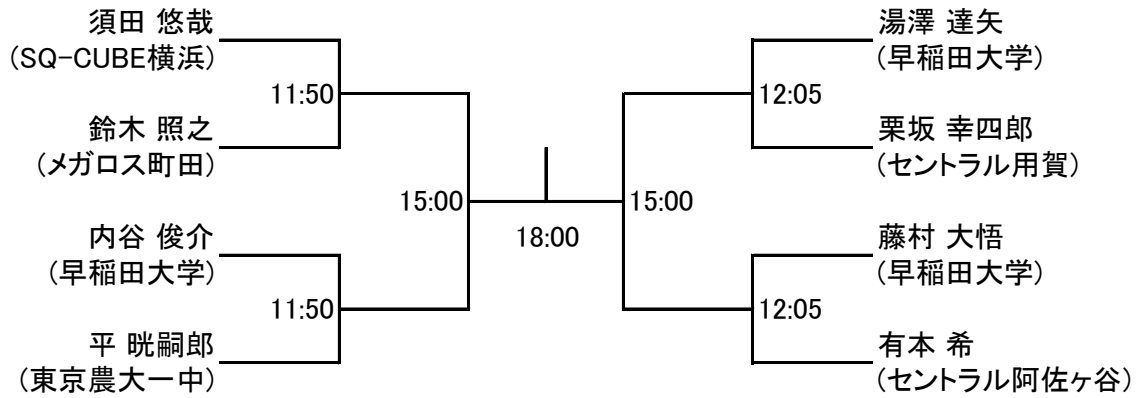 須田 悠哉
(SQ-CUBE横浜)
11:50
鈴木 照之
(メガロス町田)
15:00
内谷 俊介
(早稲田大学)
11:50
平 晄嗣郎
(東京農大一中)
18:00
湯澤 達矢
(早稲田大学)
12:05
栗坂 幸四郎
(セントラル用賀)
15:00
藤村 大悟
(早稲田大学)
12:05
有本 希
(セントラル阿佐ヶ谷)